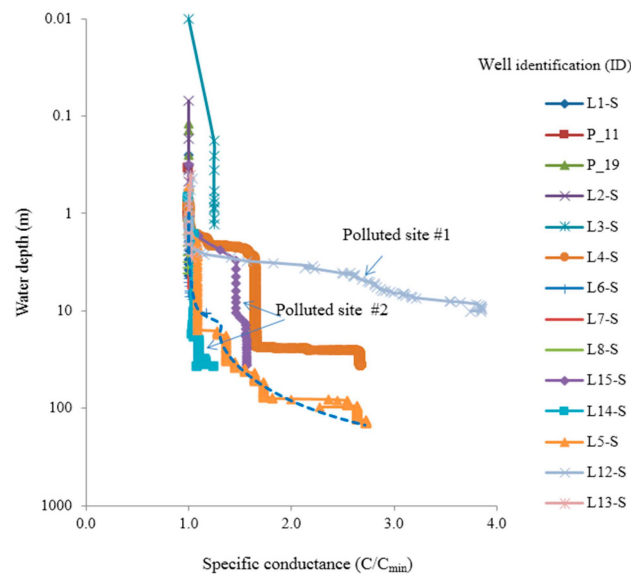 0.01
0.1
1
10
100
1000
Water depth (m)
0.0
1.0
2.0
3.0
4.0
Specific conductance (C/Cmin)
Polluted site #1
Polluted site #2
Well identification (ID)
L1-S
P_11
P_19
L2-S
L3-S
L4-S
L6-S
L7-S
L8-S
L15-S
L14-S
L5-S
L12-S
L13-S